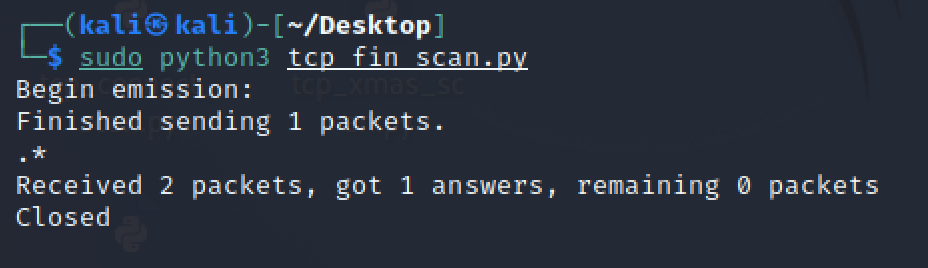 ┌──(kali㉿kali)-[~/Desktop]
└─$ sudo python3 tcp_fin_scan.py
Begin emission:
tcp_xmas_sc
Finished sending 1 packets.
.*
Received 2 packets, got 1 answers, remaining 0 packets
Closed